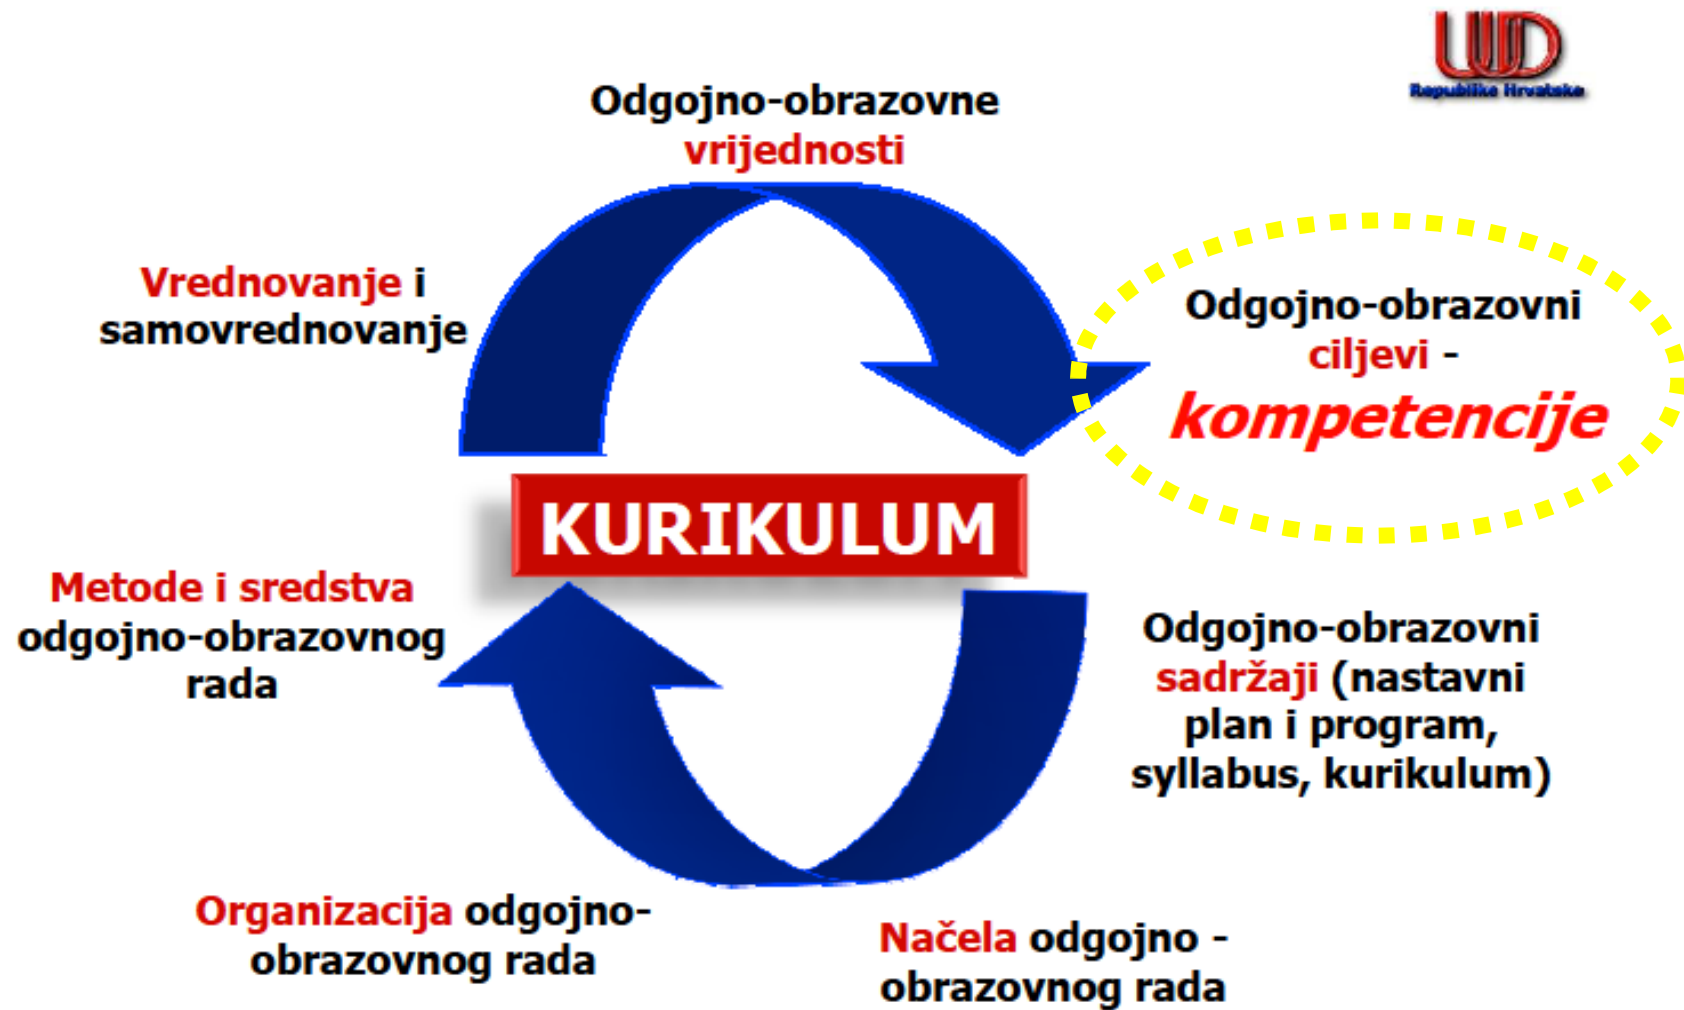 UUD
Republike Hrvatske
Odgojno-obrazovne
vrijednosti
Vrednovanje i
samovrednovanje
Odgojno-obrazovni
ciljevi -
kompetencije
KURIKULUM
Metode i sredstva
odgojno-obrazovnog
rada
Odgojno-obrazovni
sadržaji (nastavni
plan i program,
syllabus, kurikulum)
Organizacija odgojno-
obrazovnog rada
Načela odgojno -
obrazovnog rada